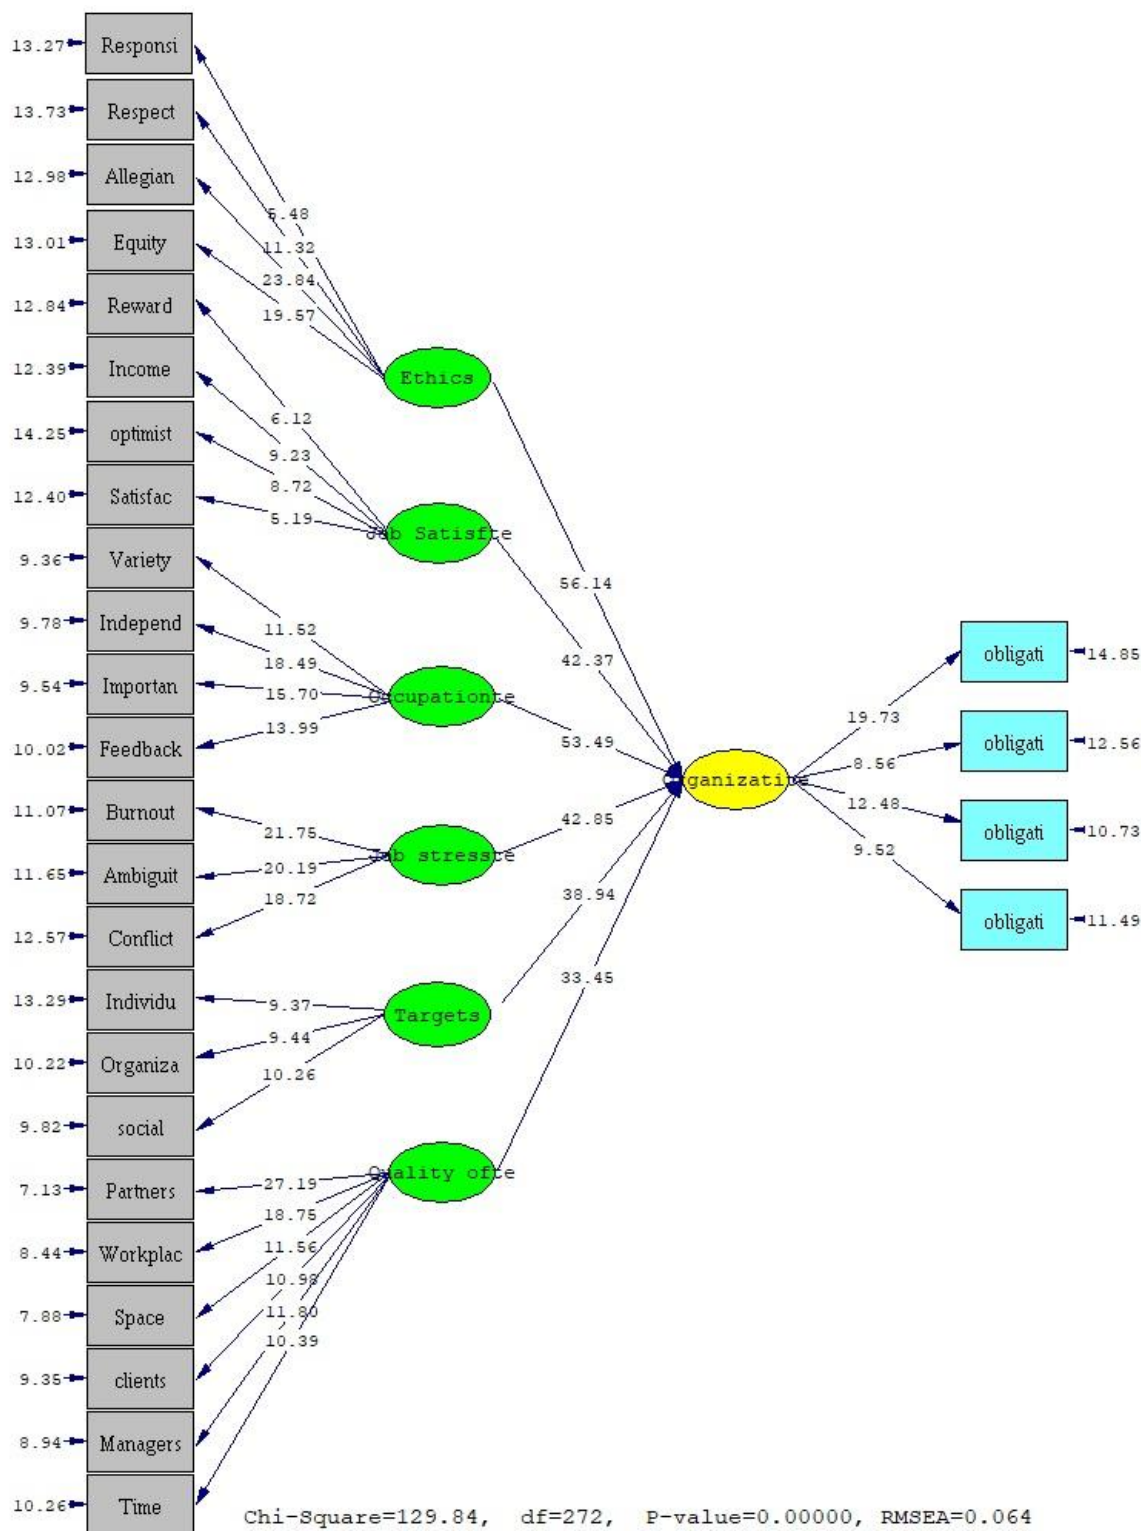 13.27 Responsi
13.73 Respect
12.98 Allegian
13.01 Equity
12.84 Reward
12.39 Income
14.25 optimist
12.40 Satisfac
9.36 Variety
9.78 Independ
9.54 Importan
10.02 Feedback
11.07 Burnout
11.65 Ambiguit
12.57 Conflict
13.29 Individu
10.22 Organiza
9.82 social
7.13 Partners
8.44 Workplac
7.88 Space
9.35 clients
8.94 Managers
10.26 Time
5.48
11.32
23.84
19.57
6.12
9.23
8.72
5.19
11.52
18.49
15.70
13.99
21.75
20.19
18.72
9.37
9.44
10.26
27.19
18.75
11.56
10.98
11.80
10.39
Ethics
Job Satisfte
Occupationte
Job stresste
Targets
Quality ofte
56.14
42.37
53.49
42.85
38.94
33.45
Organizatioe
19.73
8.56
12.48
9.52
obligati 14.85
obligati 12.56
obligati 10.73
obligati 11.49
Chi-Square=129.84, df=272, P-value=0.00000, RMSEA=0.064